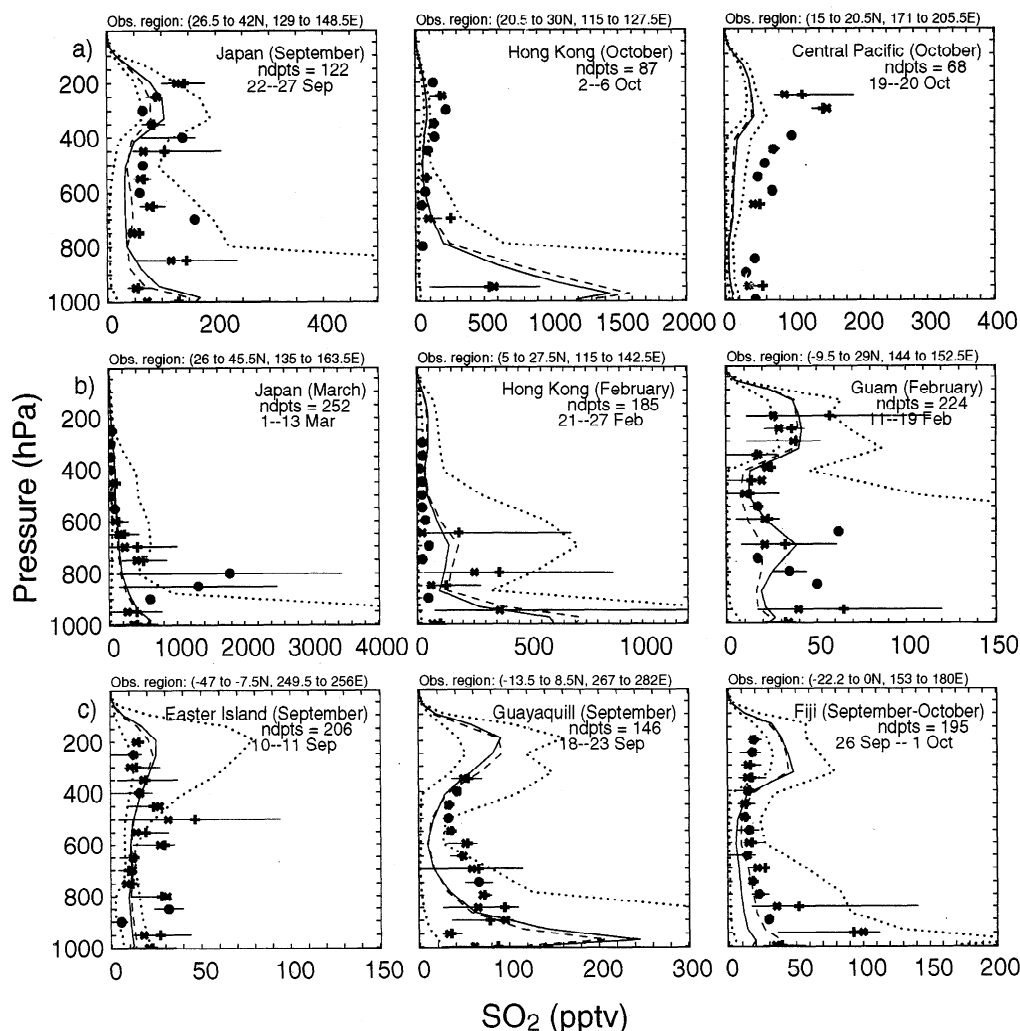 Obs. region: (26.5 to 42N, 129 to 148.5E)
Obs. region: (20.5 to 30N, 115 to 127.5E)
Obs. region: (15 to 20.5N, 171 to 205.5E)
a)
Japan (September)
ndpts = 122
22--27 Sep
Hong Kong (October)
ndpts = 87
2--6 Oct
Central Pacific (October)
ndpts = 68
19--20 Oct
200
400
600
800
1000
0 200 400
0 500 1000 1500 2000
0 100 200 300 400
Obs. region: (26 to 45.5N, 135 to 163.5E)
Obs. region: (5 to 27.5N, 115 to 142.5E)
Obs. region: (-9.5 to 29N, 144 to 152.5E)
b)
Japan (March)
ndpts = 252
1--13 Mar
Hong Kong (February)
ndpts = 185
21--27 Feb
Guam (February)
ndpts = 224
11--19 Feb
Pressure (hPa)
200
400
600
800
1000
0 1000 2000 3000 4000
0 500 1000
0 50 100 150
Obs. region: (-47 to -7.5N, 249.5 to 256E)
Obs. region: (-13.5 to 8.5N, 267 to 282E)
Obs. region: (-22.2 to 0N, 153 to 180E)
c)
Easter Island (September)
ndpts = 206
10--11 Sep
Guayaquill (September)
ndpts = 146
18--23 Sep
Fiji (September-October)
ndpts = 195
26 Sep -- 1 Oct
200
400
600
800
1000
0 50 100 150
0 100 200 300
0 50 100 150 200
SO₂ (pptv)